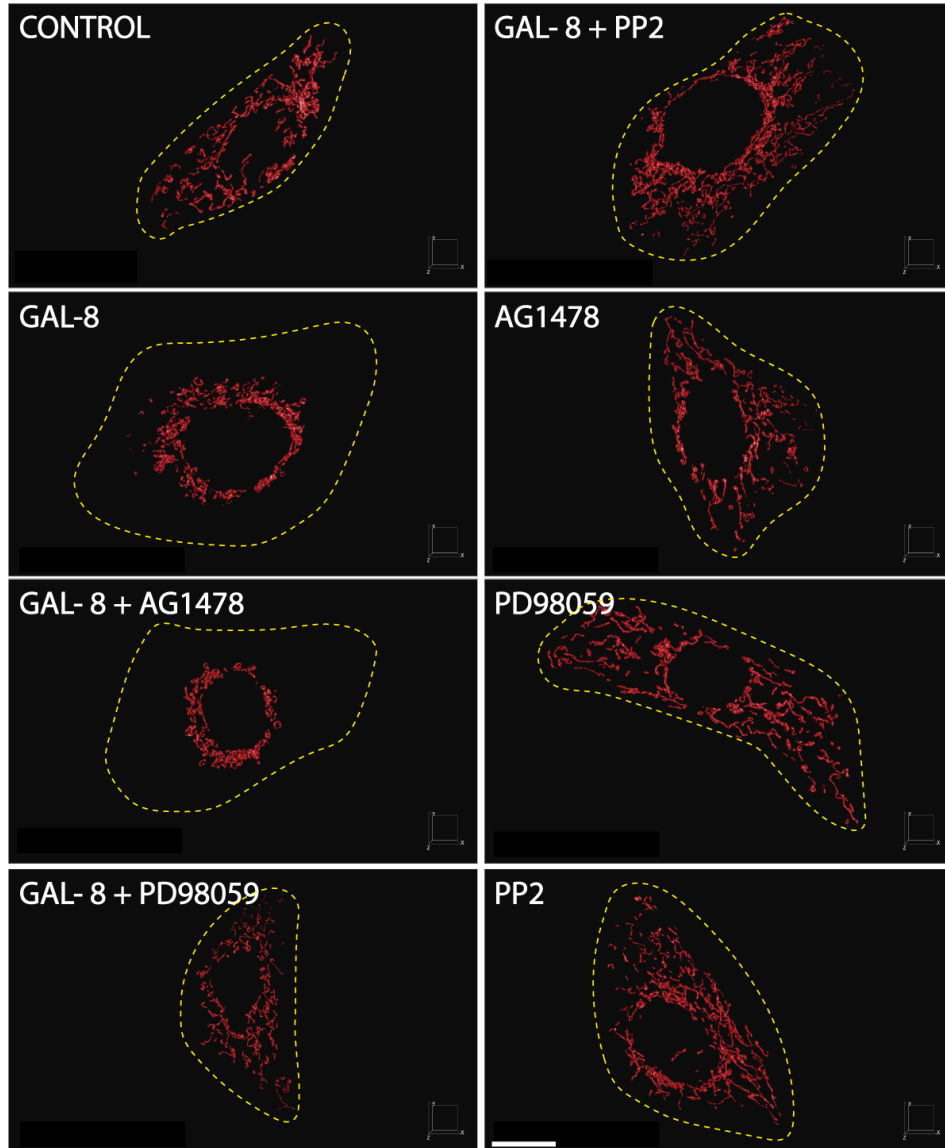 CONTROL
GAL- 8 + PP2
GAL-8
AG1478
GAL- 8 + AG1478
PD98059
GAL- 8 + PD98059
PP2